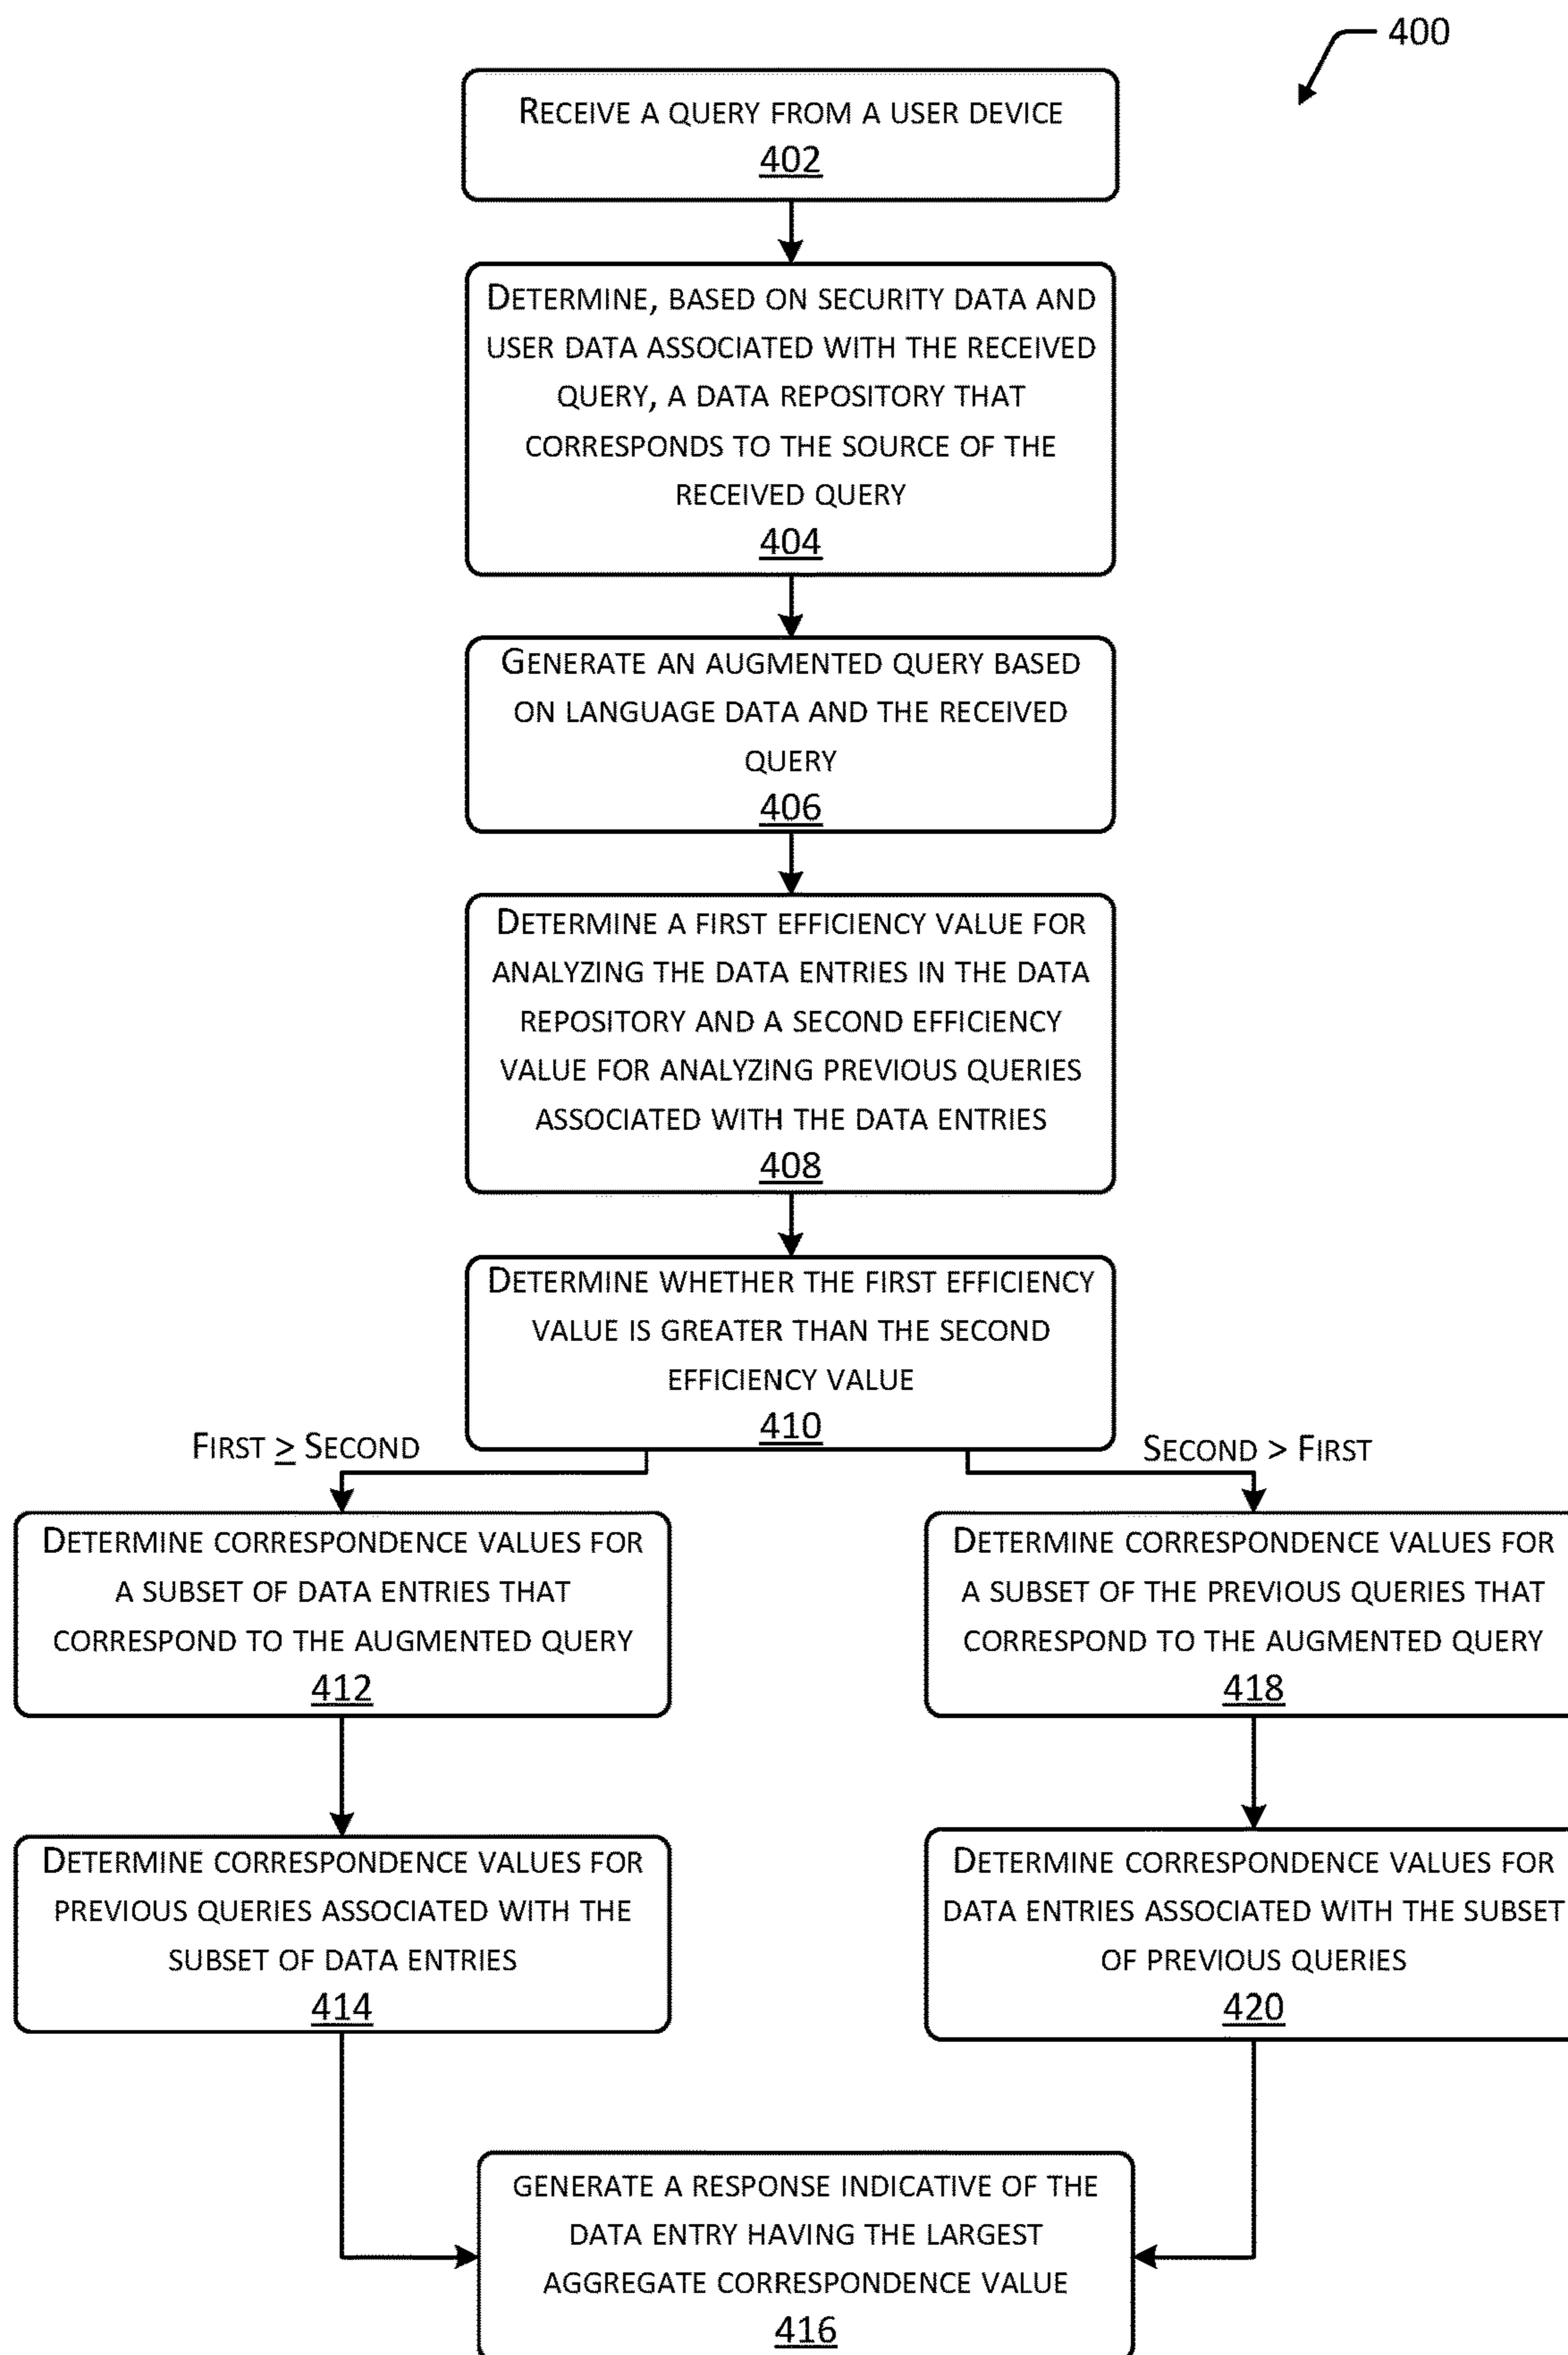 400
RECEIVE A QUERY FROM A USER DEVICE
402
DETERMINE, BASED ON SECURITY DATA AND
USER DATA ASSOCIATED WITH THE RECEIVED
QUERY, A DATA REPOSITORY THAT
CORRESPONDS TO THE SOURCE OF THE
RECEIVED QUERY
404
GENERATE AN AUGMENTED QUERY BASED
ON LANGUAGE DATA AND THE RECEIVED
QUERY
406
DETERMINE A FIRST EFFICIENCY VALUE FOR
ANALYZING THE DATA ENTRIES IN THE DATA
REPOSITORY AND A SECOND EFFICIENCY
VALUE FOR ANALYZING PREVIOUS QUERIES
ASSOCIATED WITH THE DATA ENTRIES
408
DETERMINE WHETHER THE FIRST EFFICIENCY
VALUE IS GREATER THAN THE SECOND
EFFICIENCY VALUE
410
FIRST ≥ SECOND
SECOND > FIRST
DETERMINE CORRESPONDENCE VALUES FOR
A SUBSET OF DATA ENTRIES THAT
CORRESPOND TO THE AUGMENTED QUERY
412
DETERMINE CORRESPONDENCE VALUES FOR
A SUBSET OF THE PREVIOUS QUERIES THAT
CORRESPOND TO THE AUGMENTED QUERY
418
DETERMINE CORRESPONDENCE VALUES FOR
PREVIOUS QUERIES ASSOCIATED WITH THE
SUBSET OF DATA ENTRIES
414
DETERMINE CORRESPONDENCE VALUES FOR
DATA ENTRIES ASSOCIATED WITH THE SUBSET
OF PREVIOUS QUERIES
420
GENERATE A RESPONSE INDICATIVE OF THE
DATA ENTRY HAVING THE LARGEST
AGGREGATE CORRESPONDENCE VALUE
416